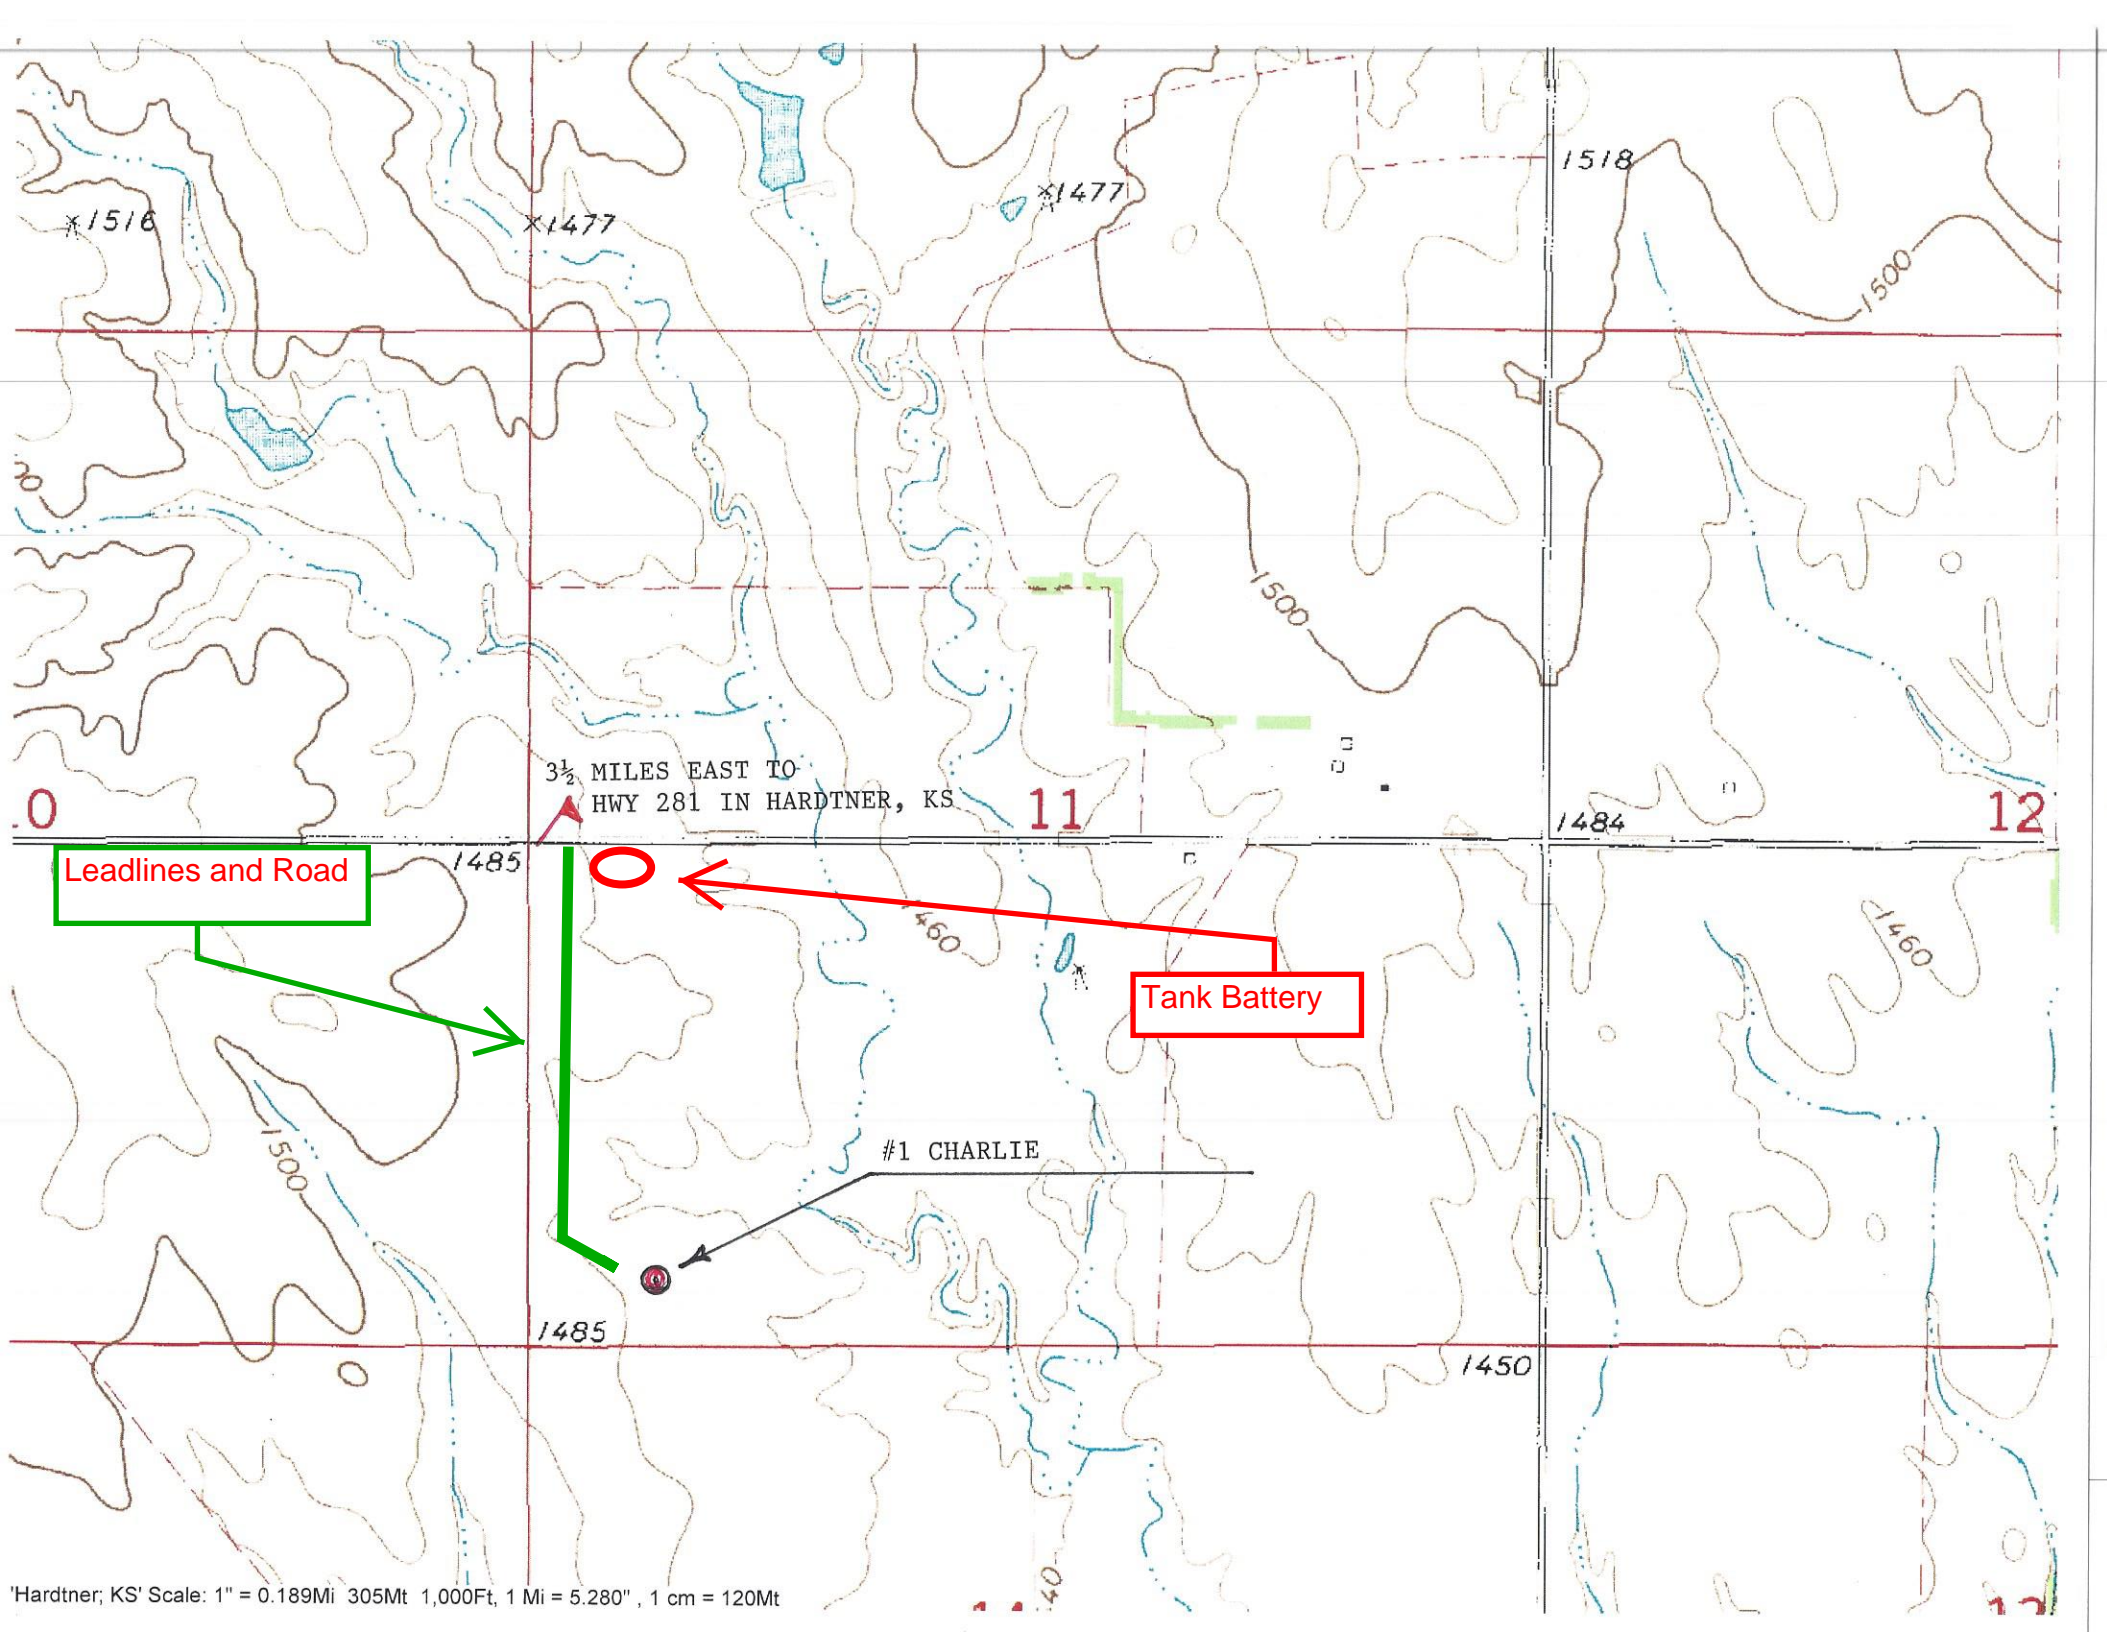 1518
1477
1477
1516
1500
1500
3½ MILES EAST TO
HWY 281 IN HARDTNER, KS
.0
11
12
1484
1485
Leadlines and Road
1460
1460
Tank Battery
1500
#1 CHARLIE
1485
1450
40
'Hardtner; KS' Scale: 1" = 0.189Mi 305Mt 1,000Ft, 1 Mi = 5.280" , 1 cm = 120Mt